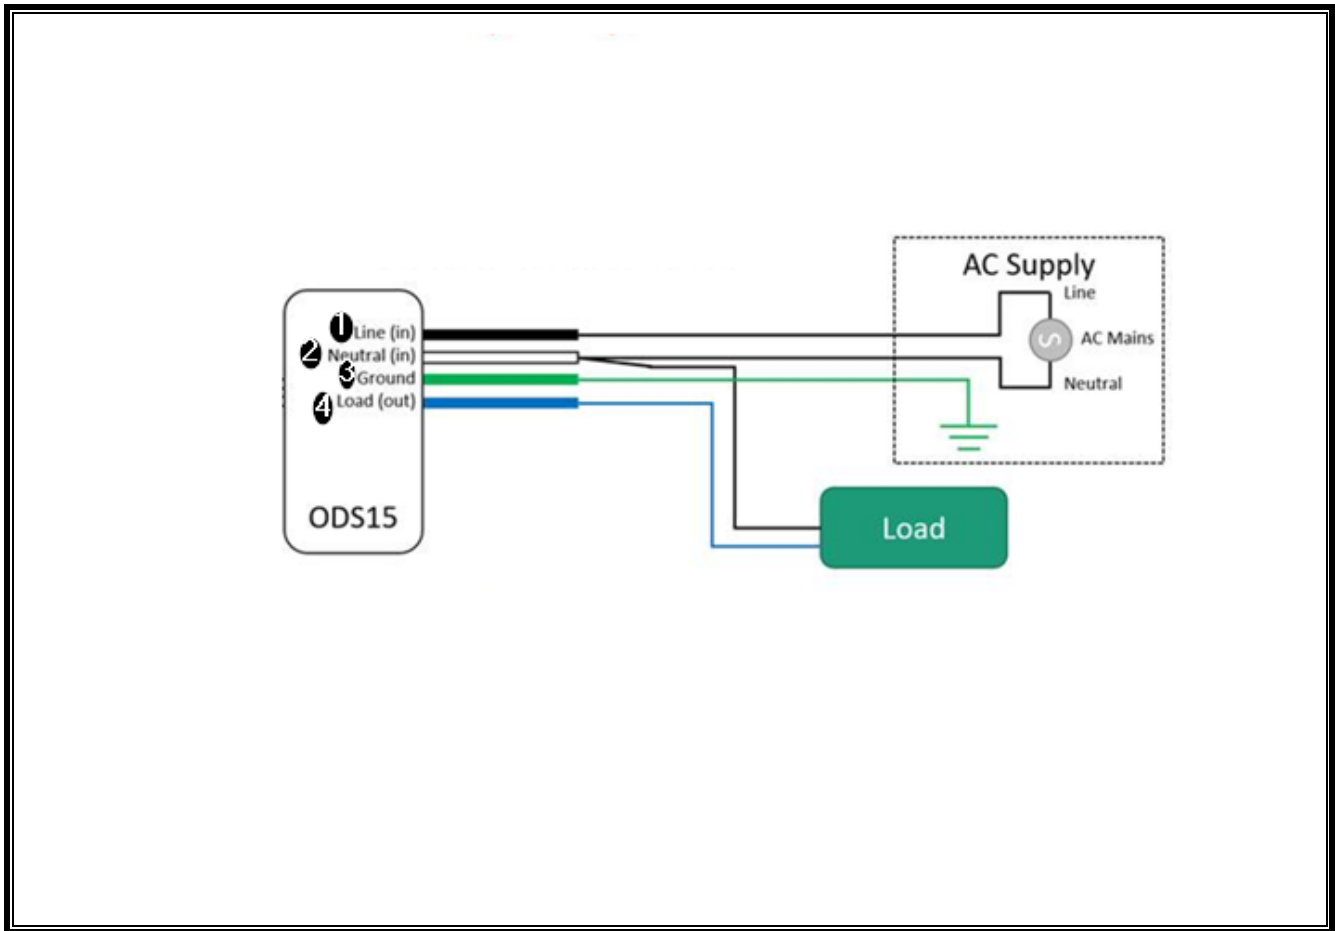 AC Supply
Line
1 Line (in)
AC Mains
2 Neutral (in)
3 Ground
Neutral
4 Load (out)
ODS15
Load